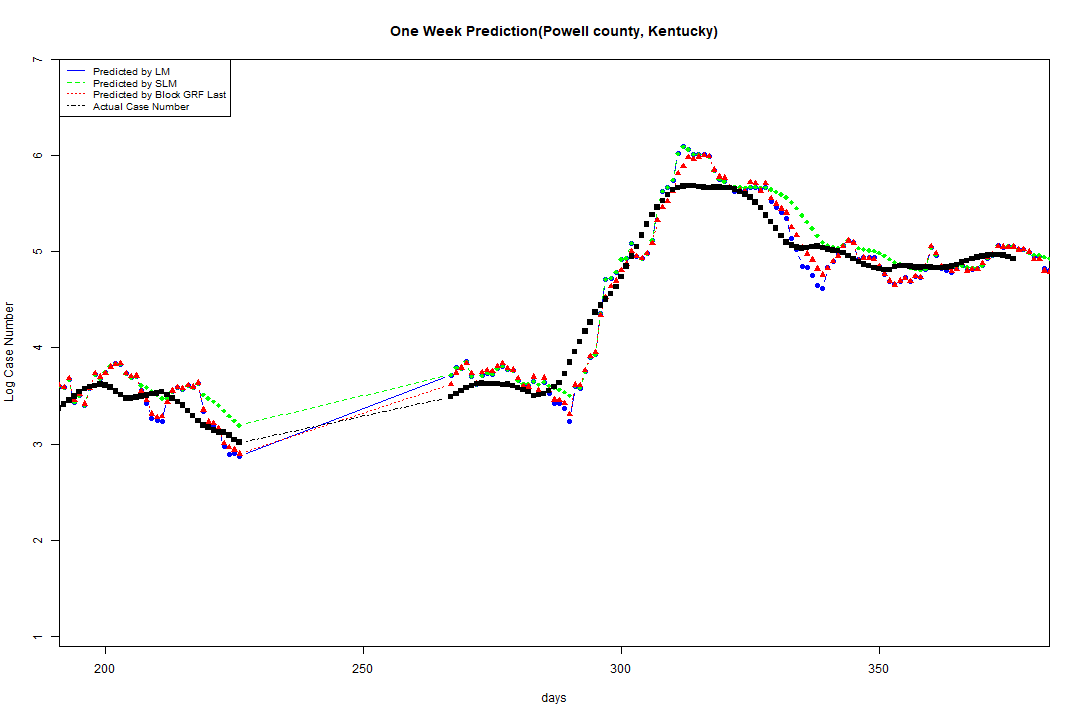 One Week Prediction(Powell county, Kentucky)
Predicted by LM
Predicted by SLM
Predicted by Block GRF Last
Actual Case Number
Log Case Number
7
6
5
4
3
2
1
200
250
300
350
days